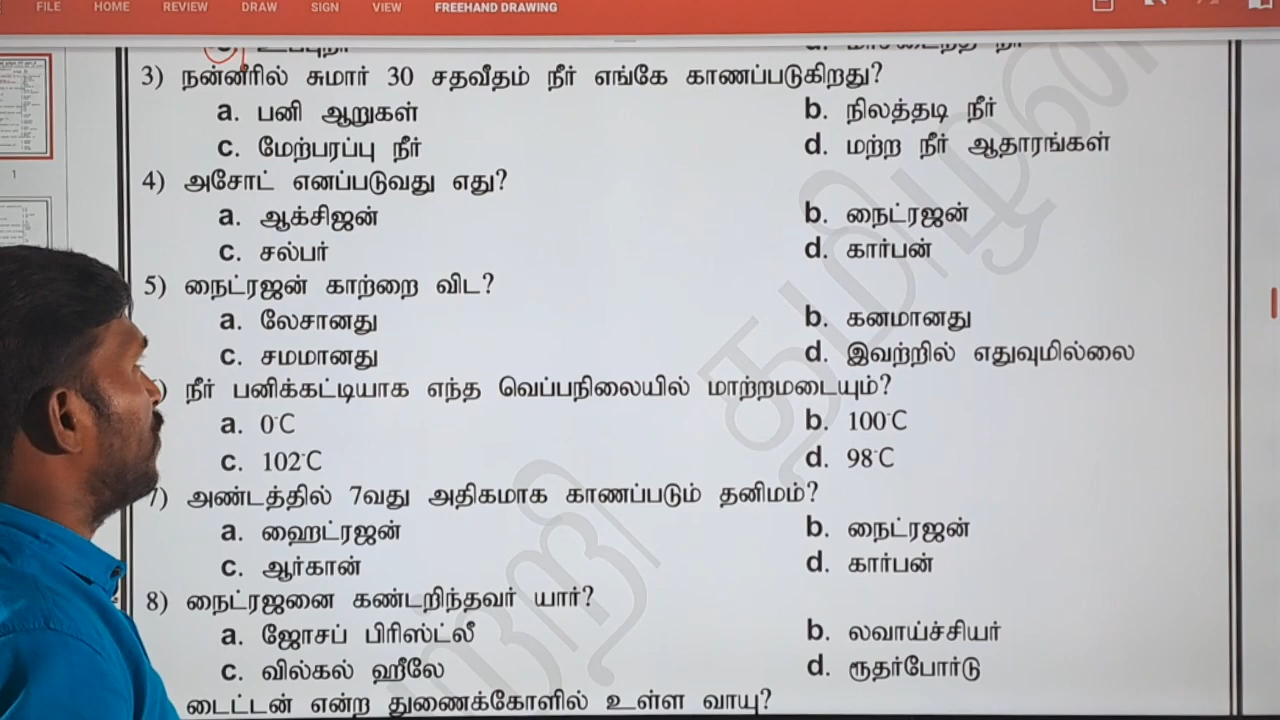 FILE HOME REVIEW DRAW SIGN VIEW FREEHAND DRAWING
3) நன்னீரில் சுமார் 30 சதவீதம் நீர் எங்கே காணப்படுகிறது?
a. பனி ஆறுகள் b. நிலத்தடி நீர்
c. மேற்பரப்பு நீர் d. மற்ற நீர் ஆதாரங்கள்
1
4) அசோட் எனப்படுவது எது?
a. ஆக்சிஜன் b. நைட்ரஜன்
c. சல்பர் d. கார்பன்
5) நைட்ரஜன் காற்றை விட?
a. லேசானது b. கனமானது
c. சமமானது d. இவற்றில் எதுவுமில்லை
) நீர் பனிக்கட்டியாக எந்த வெப்பநிலையில் மாற்றமடையும்?
a. 0°C b. 100°C
c. 102°C d. 98°C
7) அண்டத்தில் 7வது அதிகமாக காணப்படும் தனிமம்?
a. ஹைட்ரஜன் b. நைட்ரஜன்
c. ஆர்கான் d. கார்பன்
8) நைட்ரஜனை கண்டறிந்தவர் யார்?
a. ஜோசப் பிரிஸ்ட்லீ b. லவாய்ச்சியர்
c. வில்கல் ஹீலே d. ரூதர்போர்டு
டைட்டன் என்ற துணைக்கோளில் உள்ள வாயு?